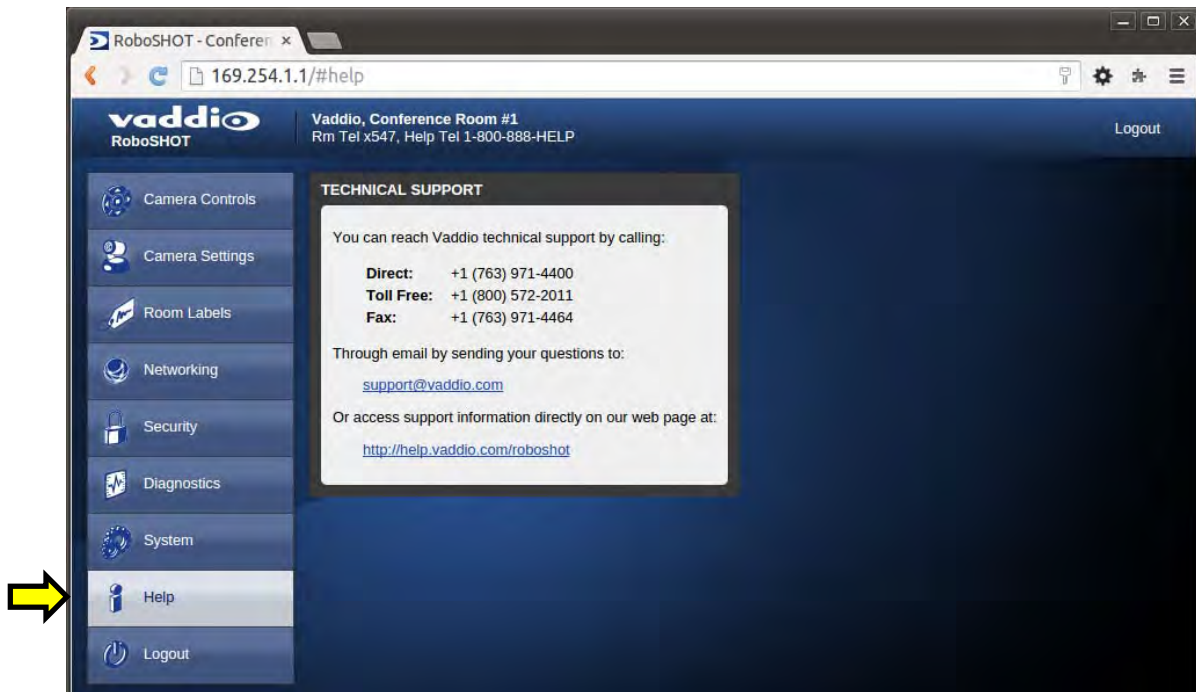 RoboSHOT - Conferen ×
169.254.1.1/#help
vaddio
RoboSHOT
Vaddio, Conference Room #1
Rm Tel x547, Help Tel 1-800-888-HELP
Logout
Camera Controls
Camera Settings
Room Labels
Networking
Security
Diagnostics
System
Help
Logout
TECHNICAL SUPPORT
You can reach Vaddio technical support by calling:
Direct: +1 (763) 971-4400
Toll Free: +1 (800) 572-2011
Fax: +1 (763) 971-4464
Through email by sending your questions to:
support@vaddio.com
Or access support information directly on our web page at:
http://help.vaddio.com/roboshot